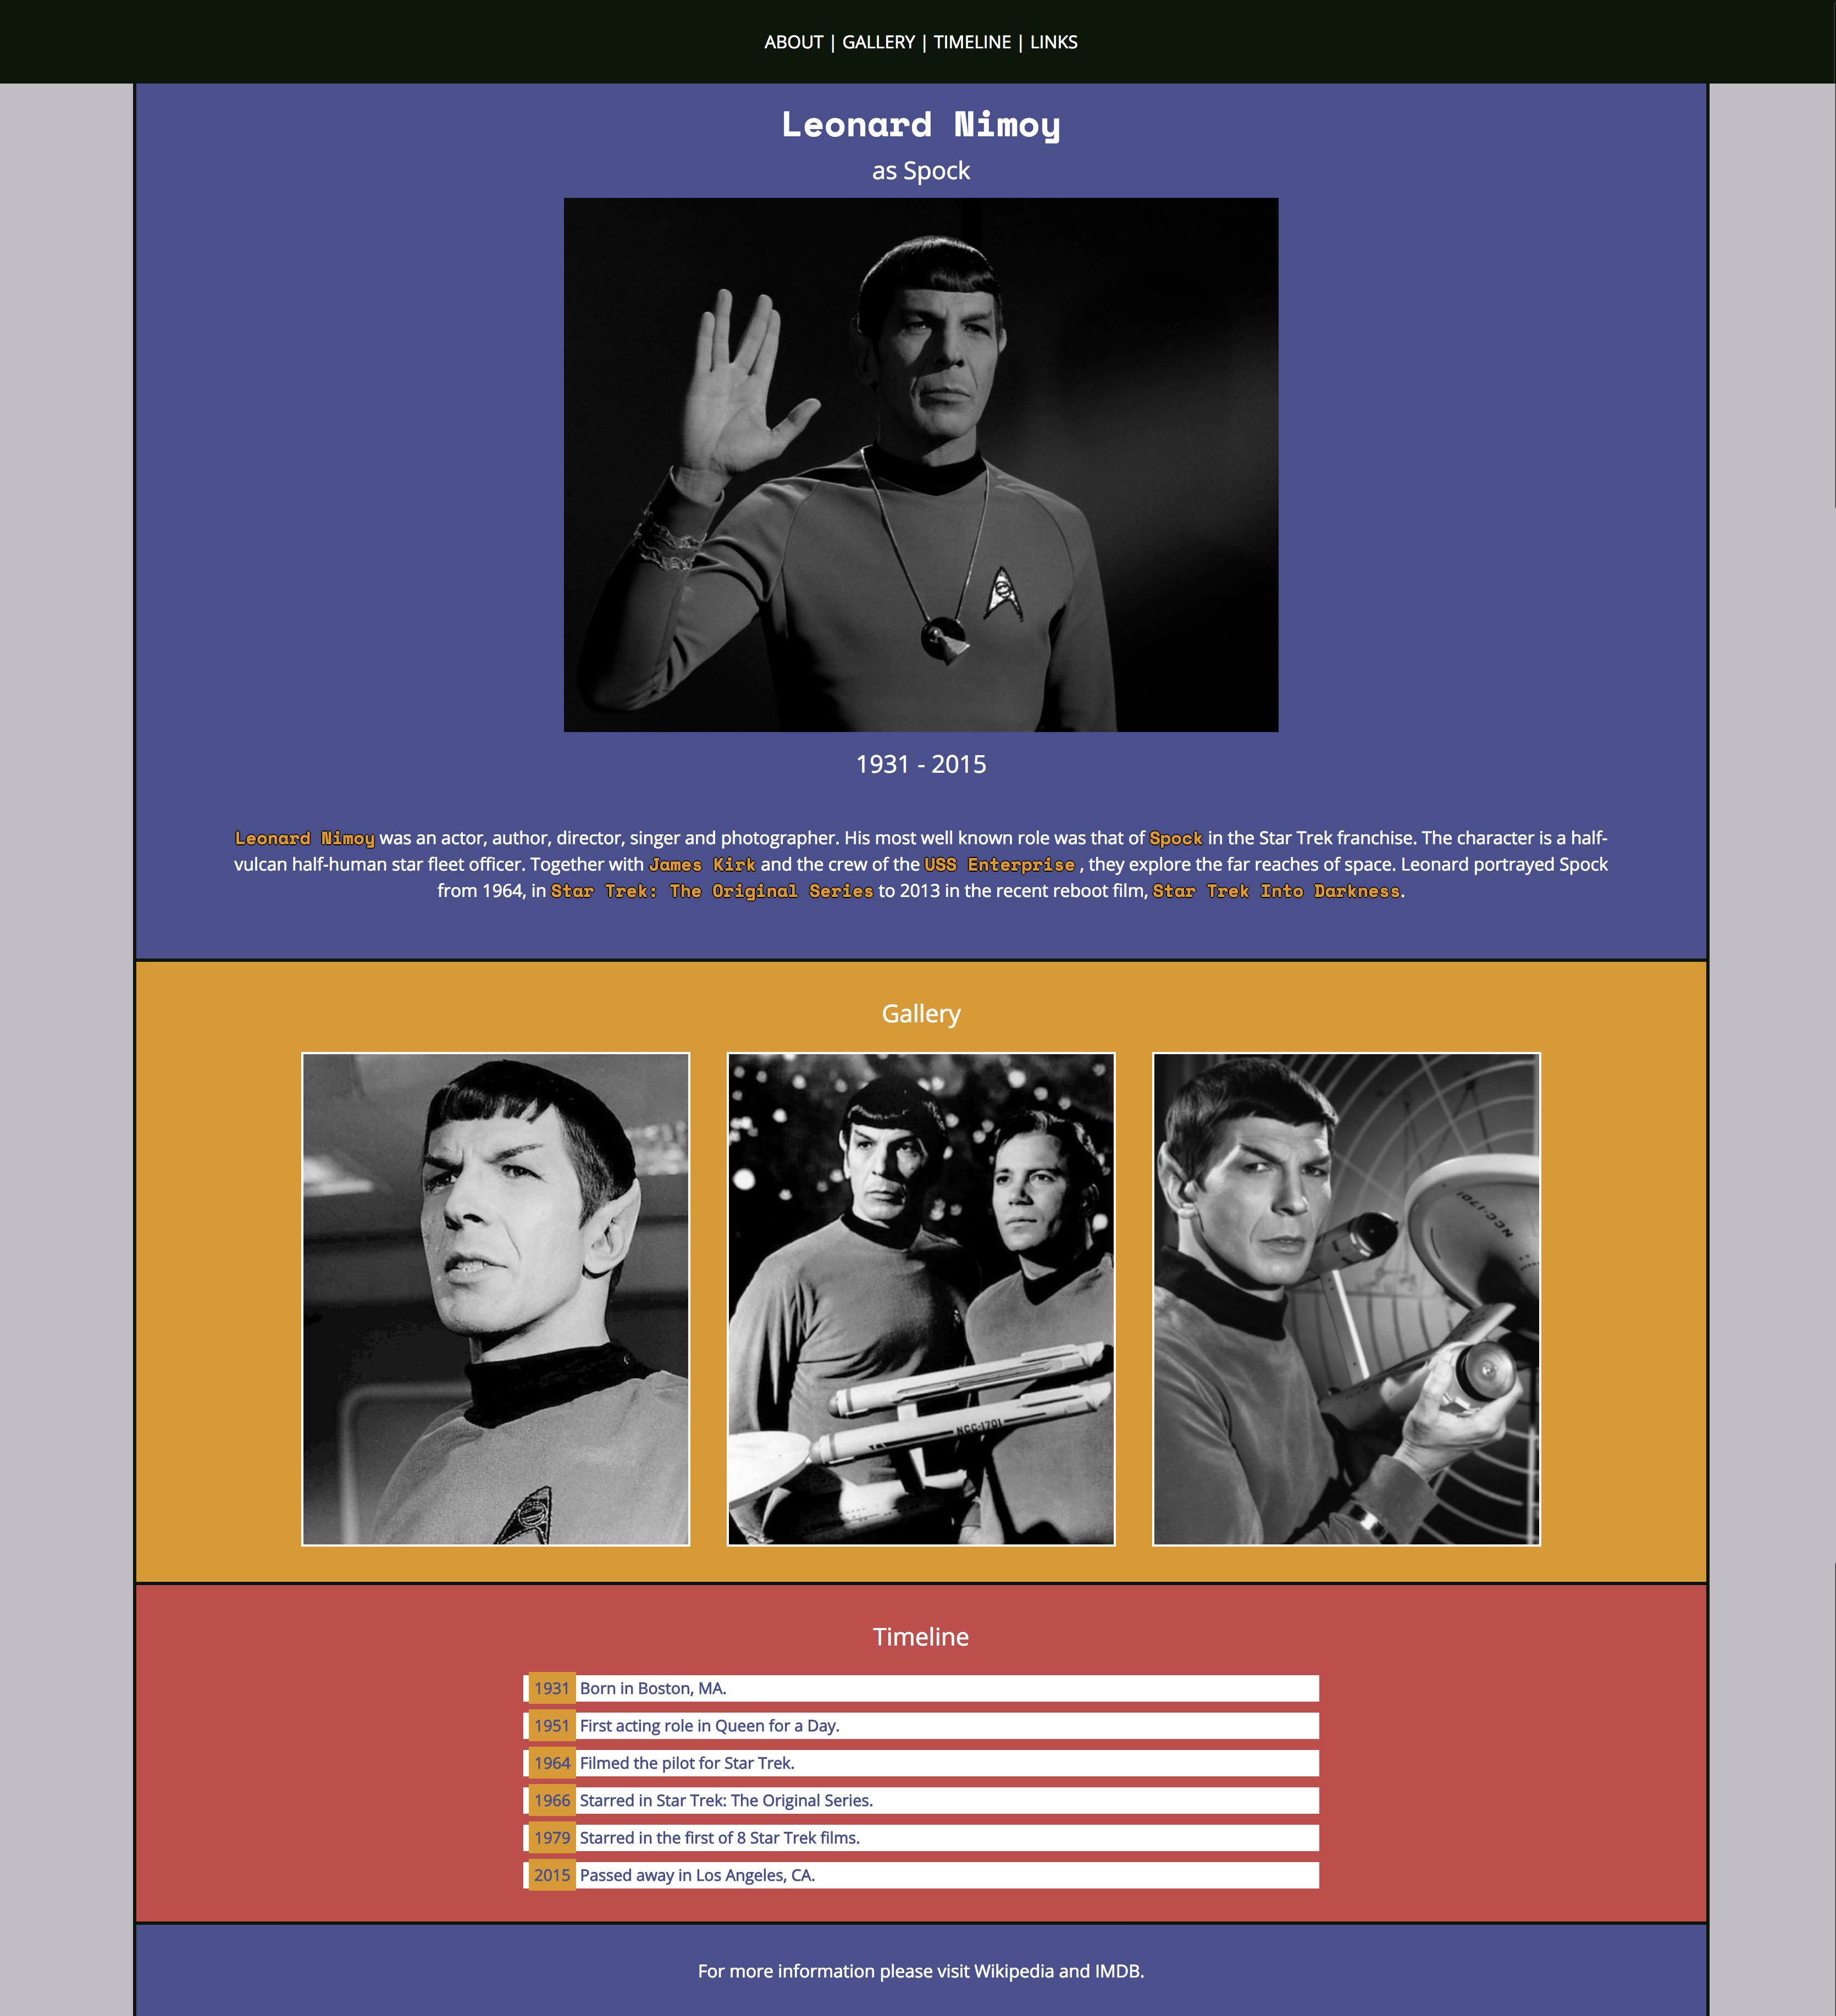 ABOUT | GALLERY | TIMELINE | LINKS
Leonard Nimoy
as Spock
1931 - 2015
Leonard Nimoy was an actor, author, director, singer and photographer. His most well known role was that of Spock in the Star Trek franchise. The character is a half-
vulcan half-human star fleet officer. Together with James Kirk and the crew of the USS Enterprise , they explore the far reaches of space. Leonard portrayed Spock
from 1964, in Star Trek: The Original Series to 2013 in the recent reboot film, Star Trek Into Darkness.
Gallery
NCC-1701
NCC-1701
Timeline
1931 Born in Boston, MA.
1951 First acting role in Queen for a Day.
1964 Filmed the pilot for Star Trek.
1966 Starred in Star Trek: The Original Series.
1979 Starred in the first of 8 Star Trek films.
2015 Passed away in Los Angeles, CA.
For more information please visit Wikipedia and IMDB.